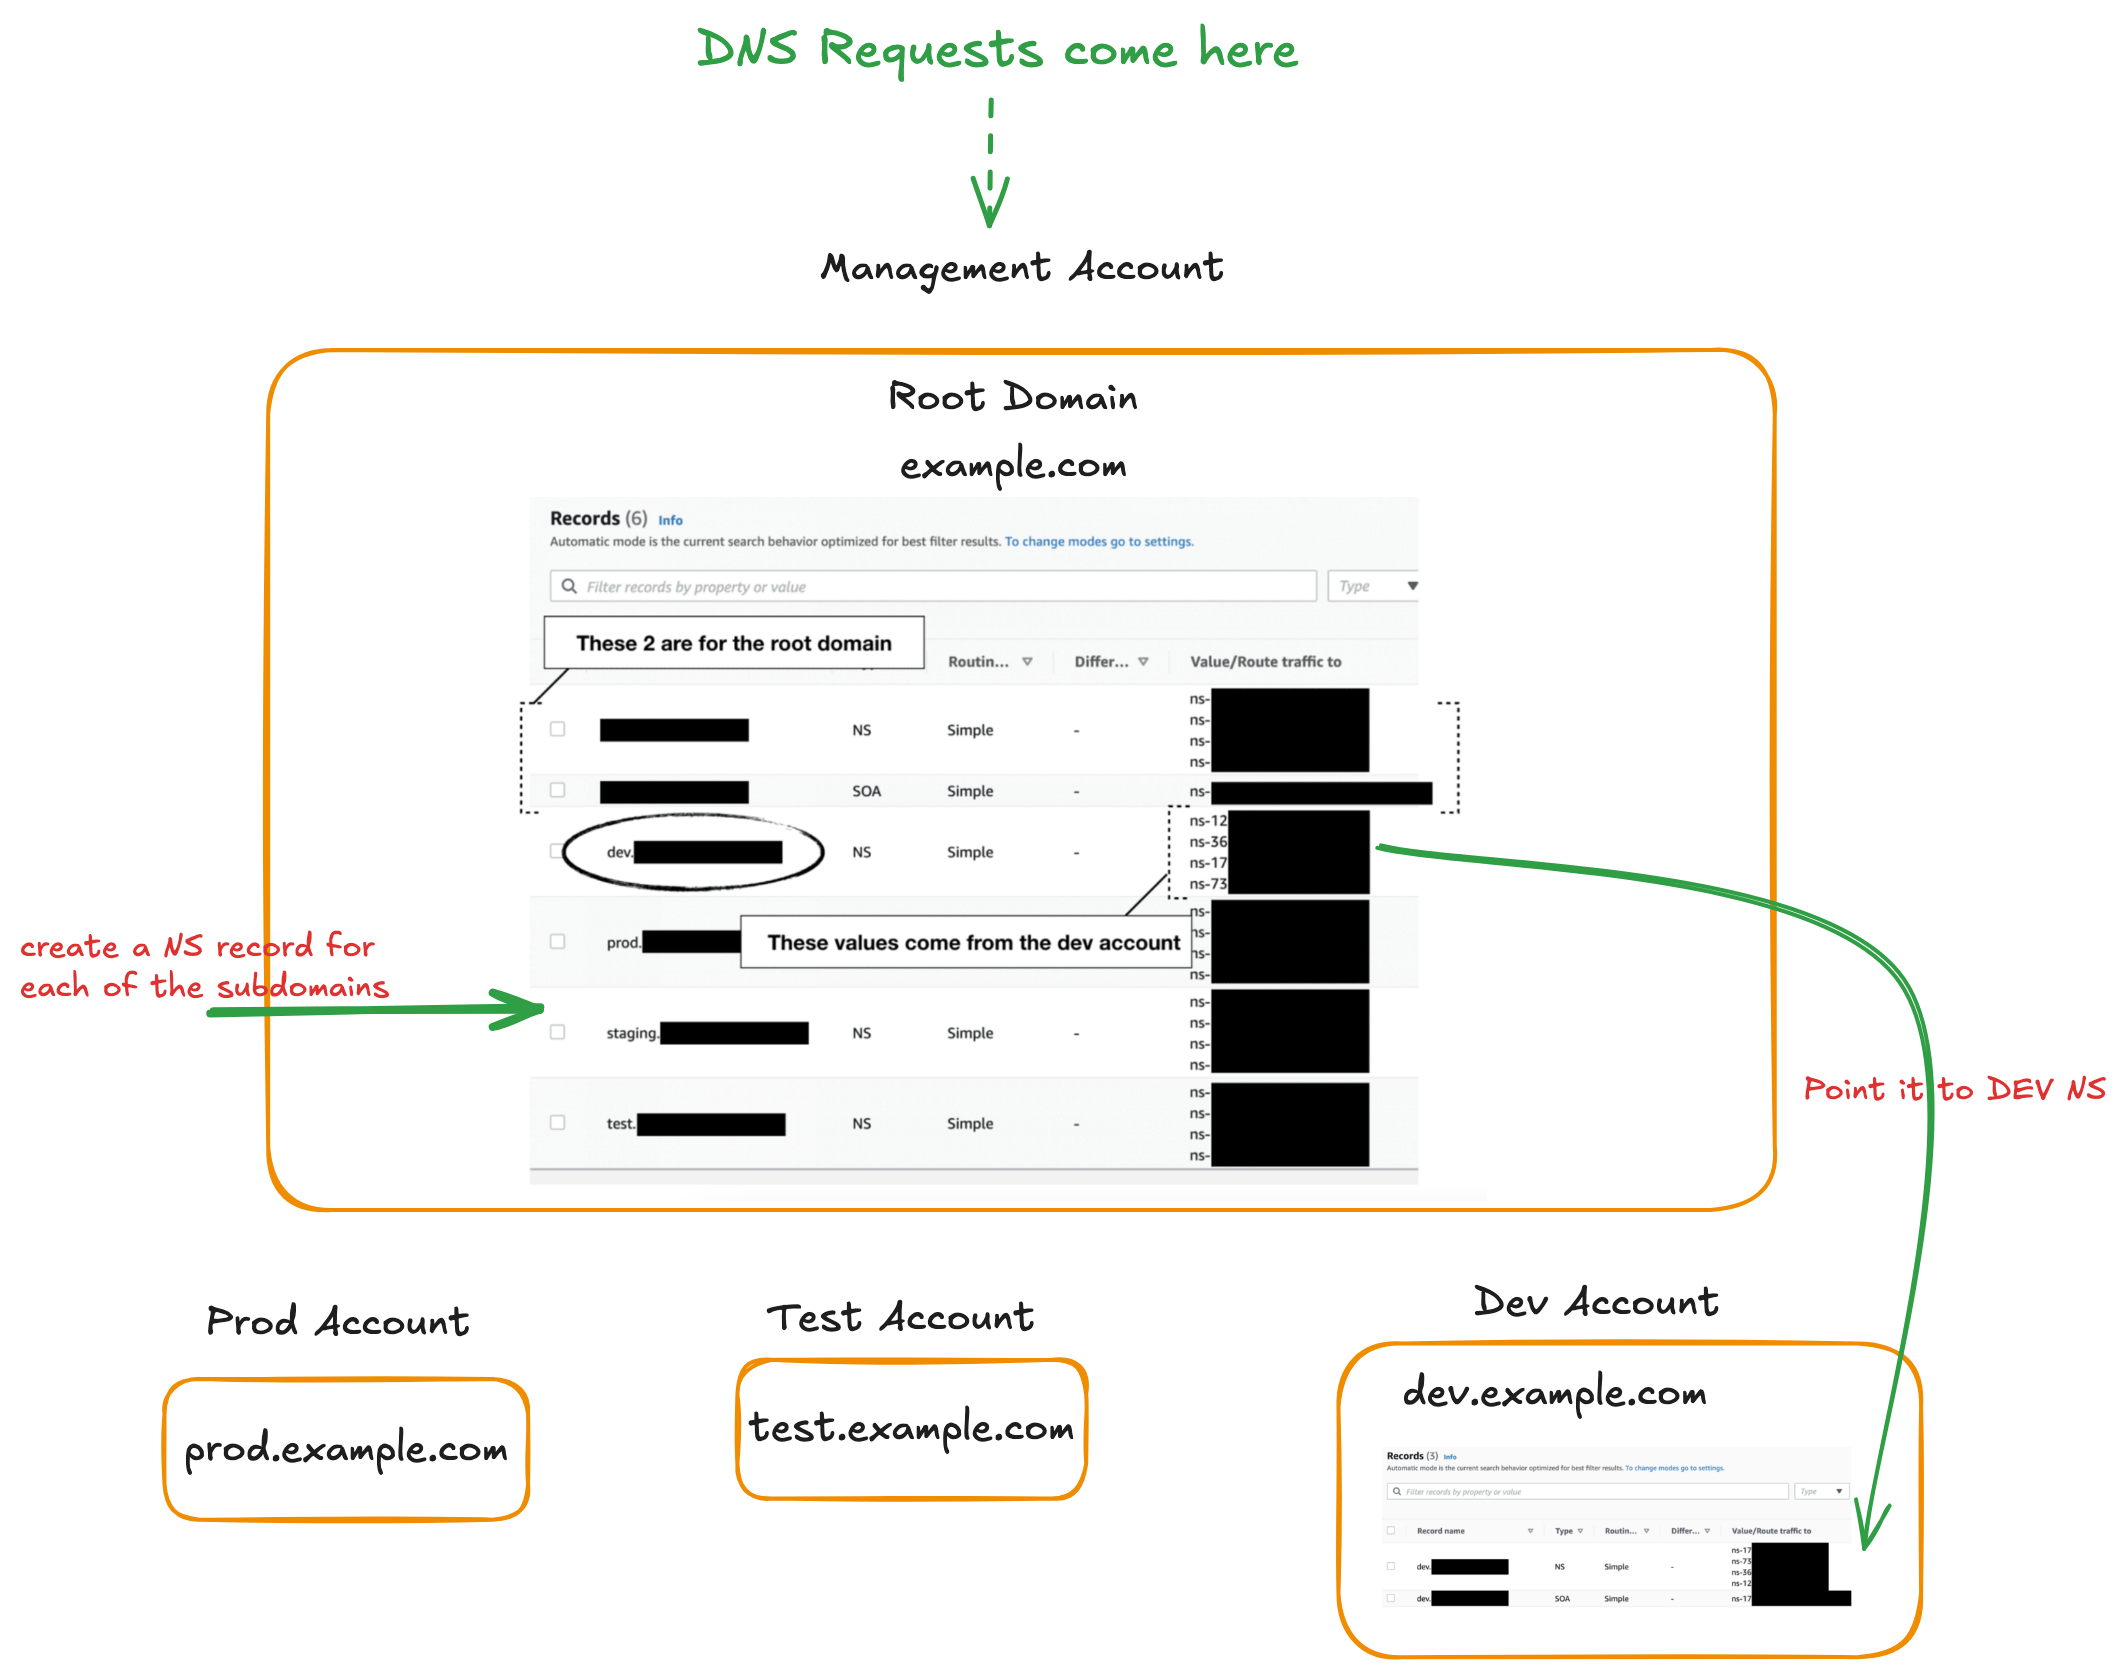 DNS Requests come here
Management Account
Root Domain
example.com
Records (6) Info
Automatic mode is the current search behavior optimized for best filter results. To change modes go to settings.
Filter records by property or value Type
These 2 are for the root domain
Routin... Differ... Value/Route traffic to
ns-
ns-
NS Simple -
ns-
ns-
SOA Simple - ns-
ns-12
ns-36
dev. NS Simple -
ns-17
ns-73
ns-
ns-
prod. These values come from the dev account
ns-
ns-
create a NS record for
each of the subdomains
ns-
ns-
staging. NS Simple -
ns-
ns-
Point it to DEV NS
ns-
ns-
test. NS Simple -
ns-
ns-
Prod Account
prod.example.com
Test Account
test.example.com
Dev Account
dev.example.com
Records (3) Info
Automatic mode is the current search behavior optimized for best filter results. To change modes go to settings.
Filter records by property or value Type
Record name Type Routin... Differ... Value/Route traffic to
ns-17
ns-73
dev. NS Simple -
ns-36
ns-12
dev. SOA Simple - ns-17